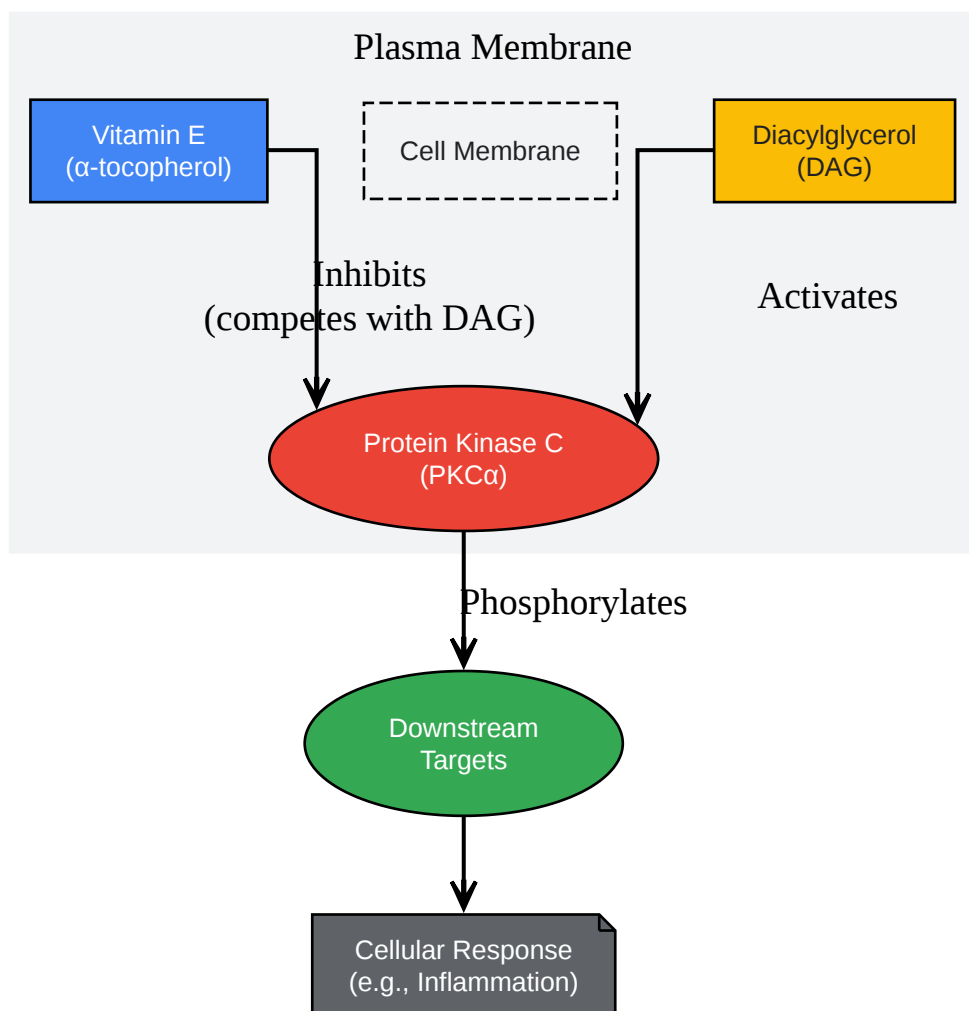 Plasma Membrane
Vitamin E
(α-tocopherol)
Cell Membrane
Diacylglycerol
(DAG)
Inhibits
(competes with DAG)
Activates
Protein Kinase C
(PKCα)
Phosphorylates
Downstream
Targets
Cellular Response
(e.g., Inflammation)